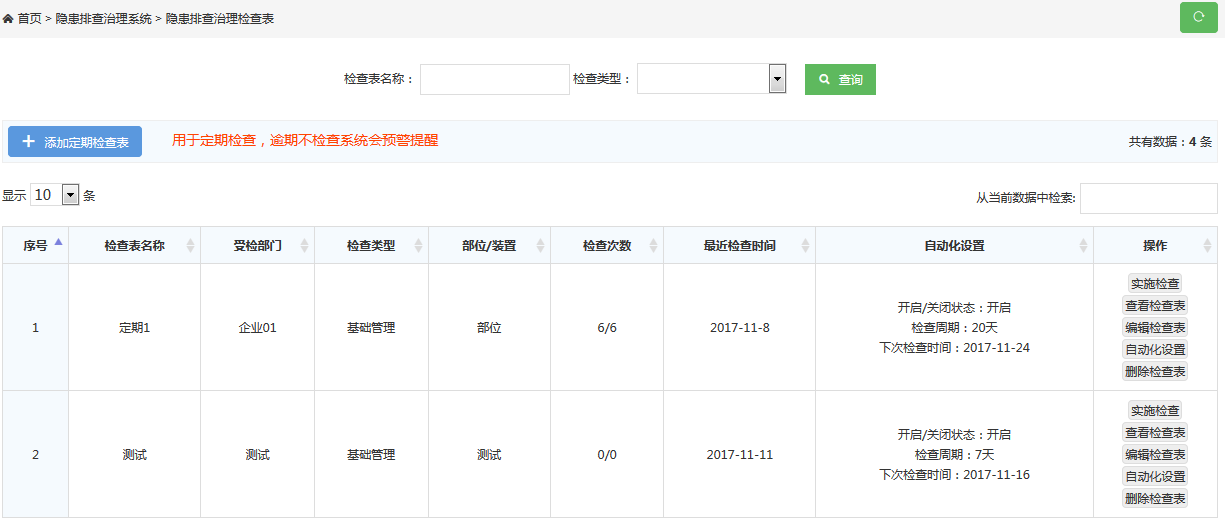 首页 > 隐患排查治理系统 > 隐患排查治理检查表
检查表名称： 检查类型： 查询
添加定期检查表 用于定期检查，逾期不检查系统会预警提醒 共有数据：4 条
显示 10 条 从当前数据中检索:
序号 检查表名称 受检部门 检查类型 部位/装置 检查次数 最近检查时间 自动化设置 操作
1 定期1 企业01 基础管理 部位 6/6 2017-11-8
开启/关闭状态：开启
检查周期：20天
下次检查时间：2017-11-24
实施检查
查看检查表
编辑检查表
自动化设置
删除检查表
2 测试 测试 基础管理 测试 0/0 2017-11-11
开启/关闭状态：开启
检查周期：7天
下次检查时间：2017-11-16
实施检查
查看检查表
编辑检查表
自动化设置
删除检查表